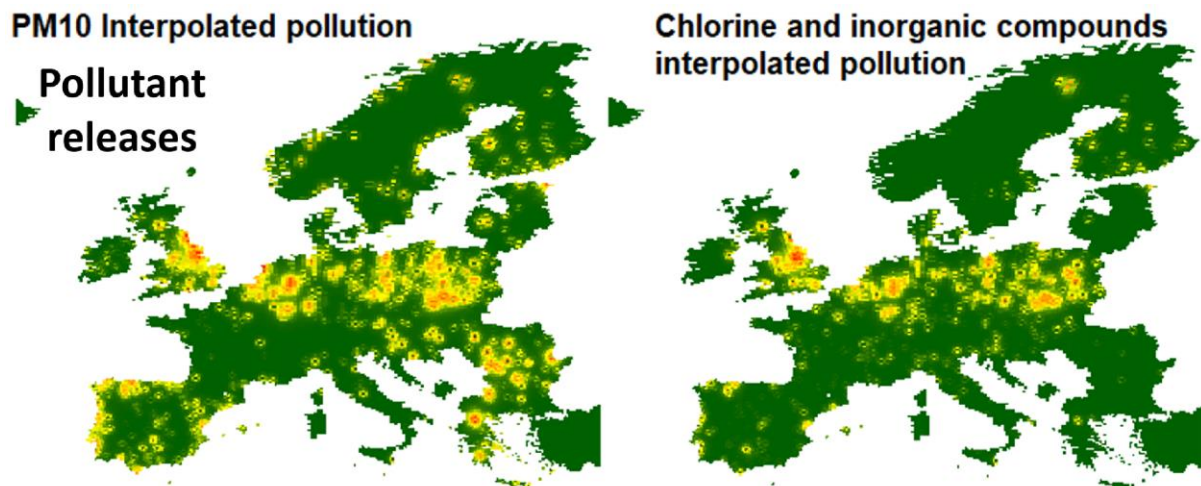 PM10 Interpolated pollution
Pollutant
releases
Chlorine and inorganic compounds
interpolated pollution